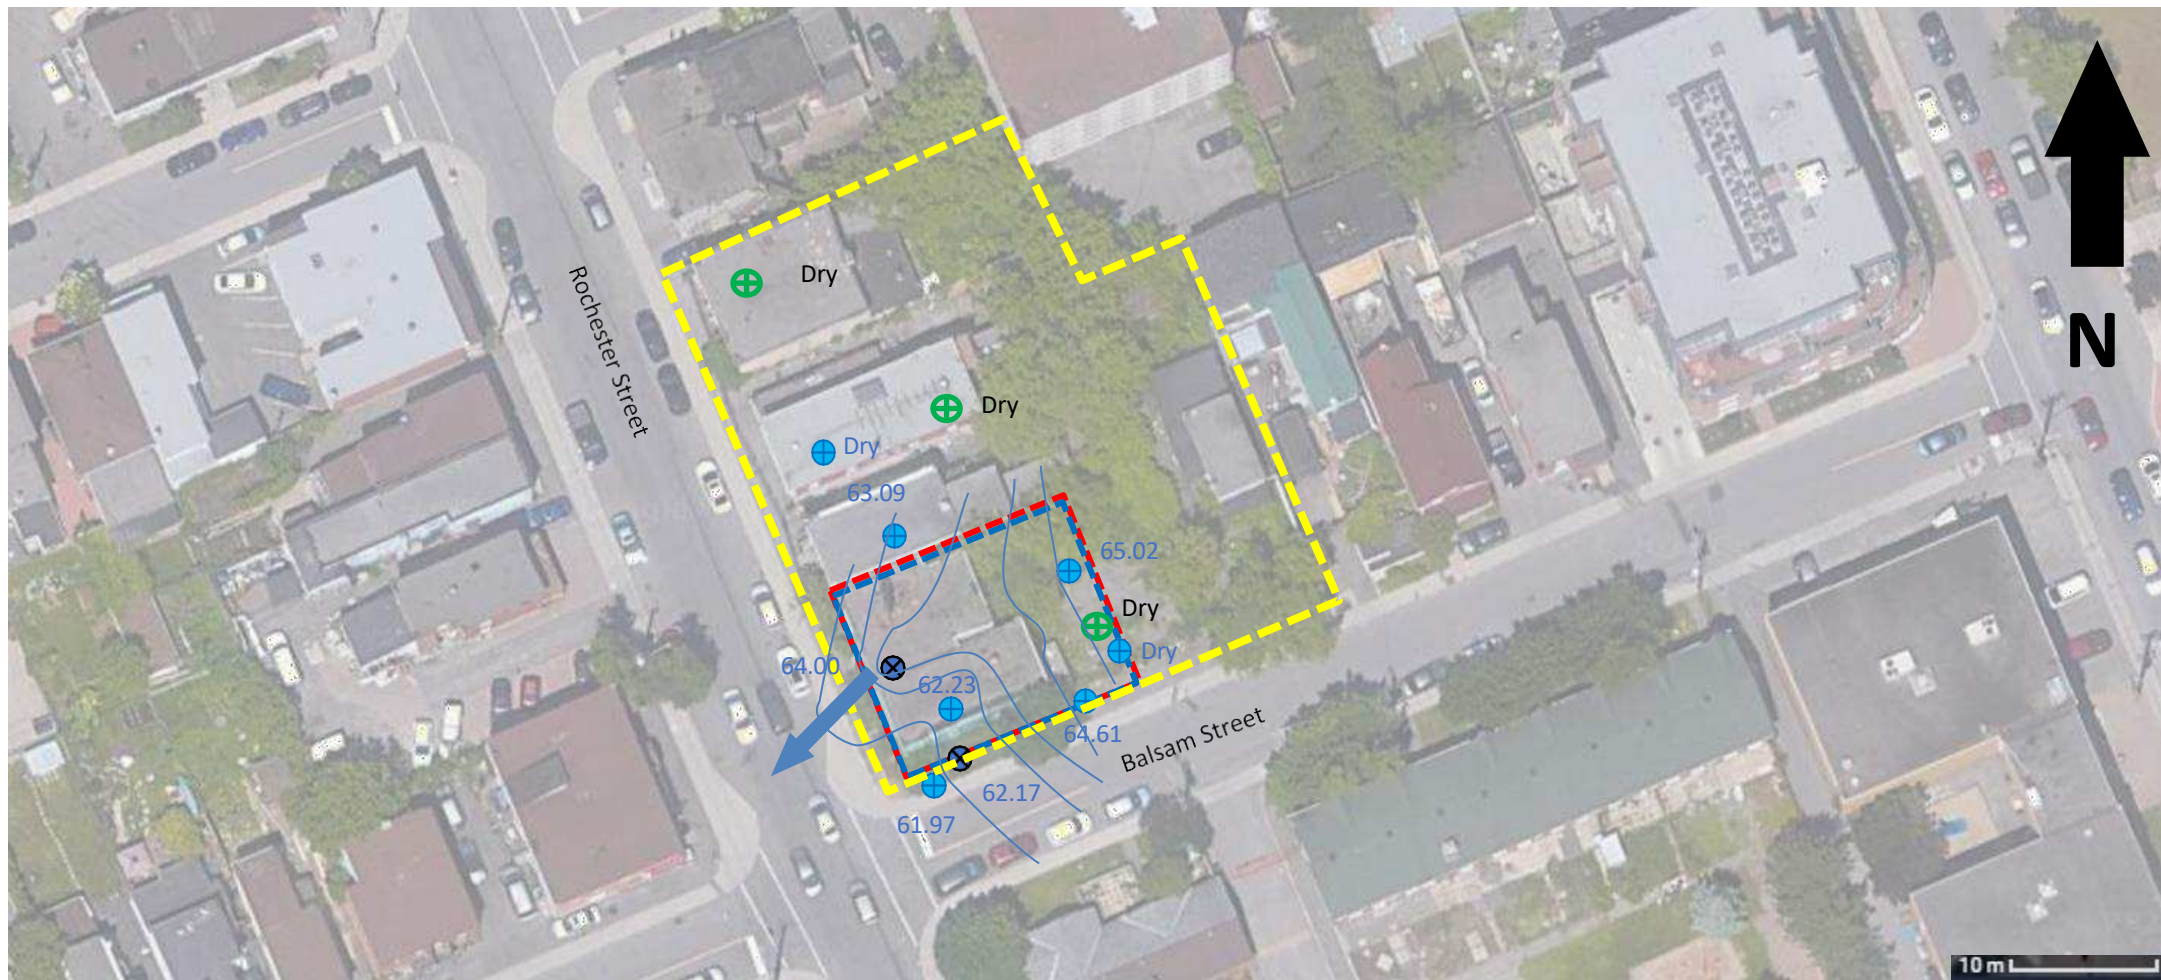 Dry
Rochester Street
N
Dry
Dry
63.09
65.02
Dry
Dry
64.00
62.23
64.61
Balsam Street
62.17
61.97
10 m